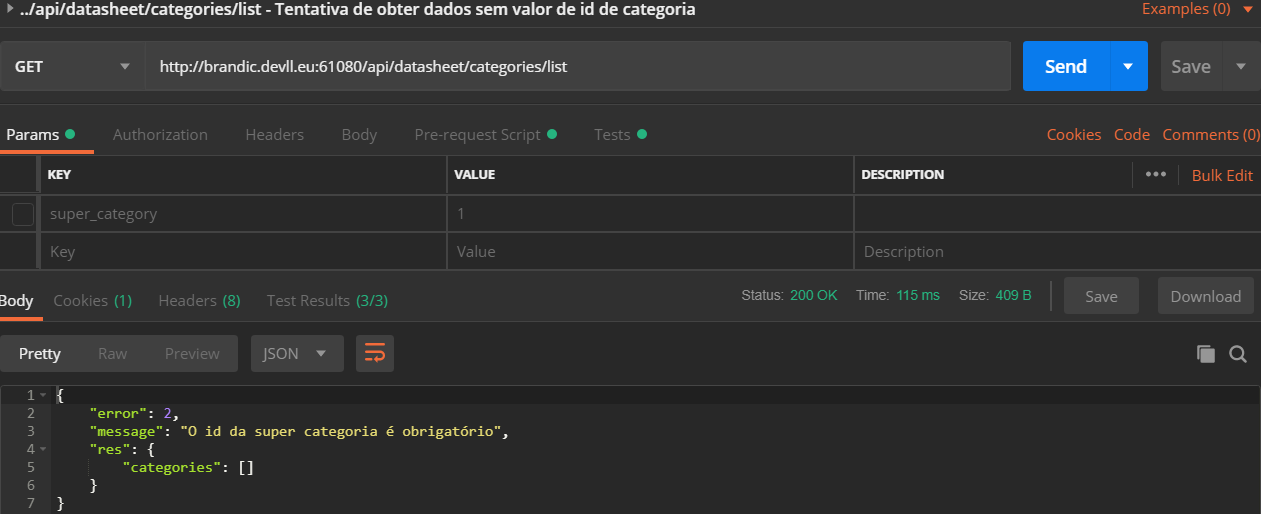 ../api/datasheet/categories/list - Tentativa de obter dados sem valor de id de categoria Examples (0)
GET http://brandic.devll.eu:61080/api/datasheet/categories/list Send Save
Params Authorization Headers Body Pre-request Script Tests Cookies Code Comments (0)
KEY VALUE DESCRIPTION ••• Bulk Edit
super_category 1
Key Value Description
Body Cookies (1) Headers (8) Test Results (3/3) Status: 200 OK Time: 115 ms Size: 409 B Save Download
Pretty Raw Preview JSON
1 {
2 "error": 2,
3 "message": "O id da super categoria é obrigatório",
4 "res": {
5 "categories": []
6 }
7 }